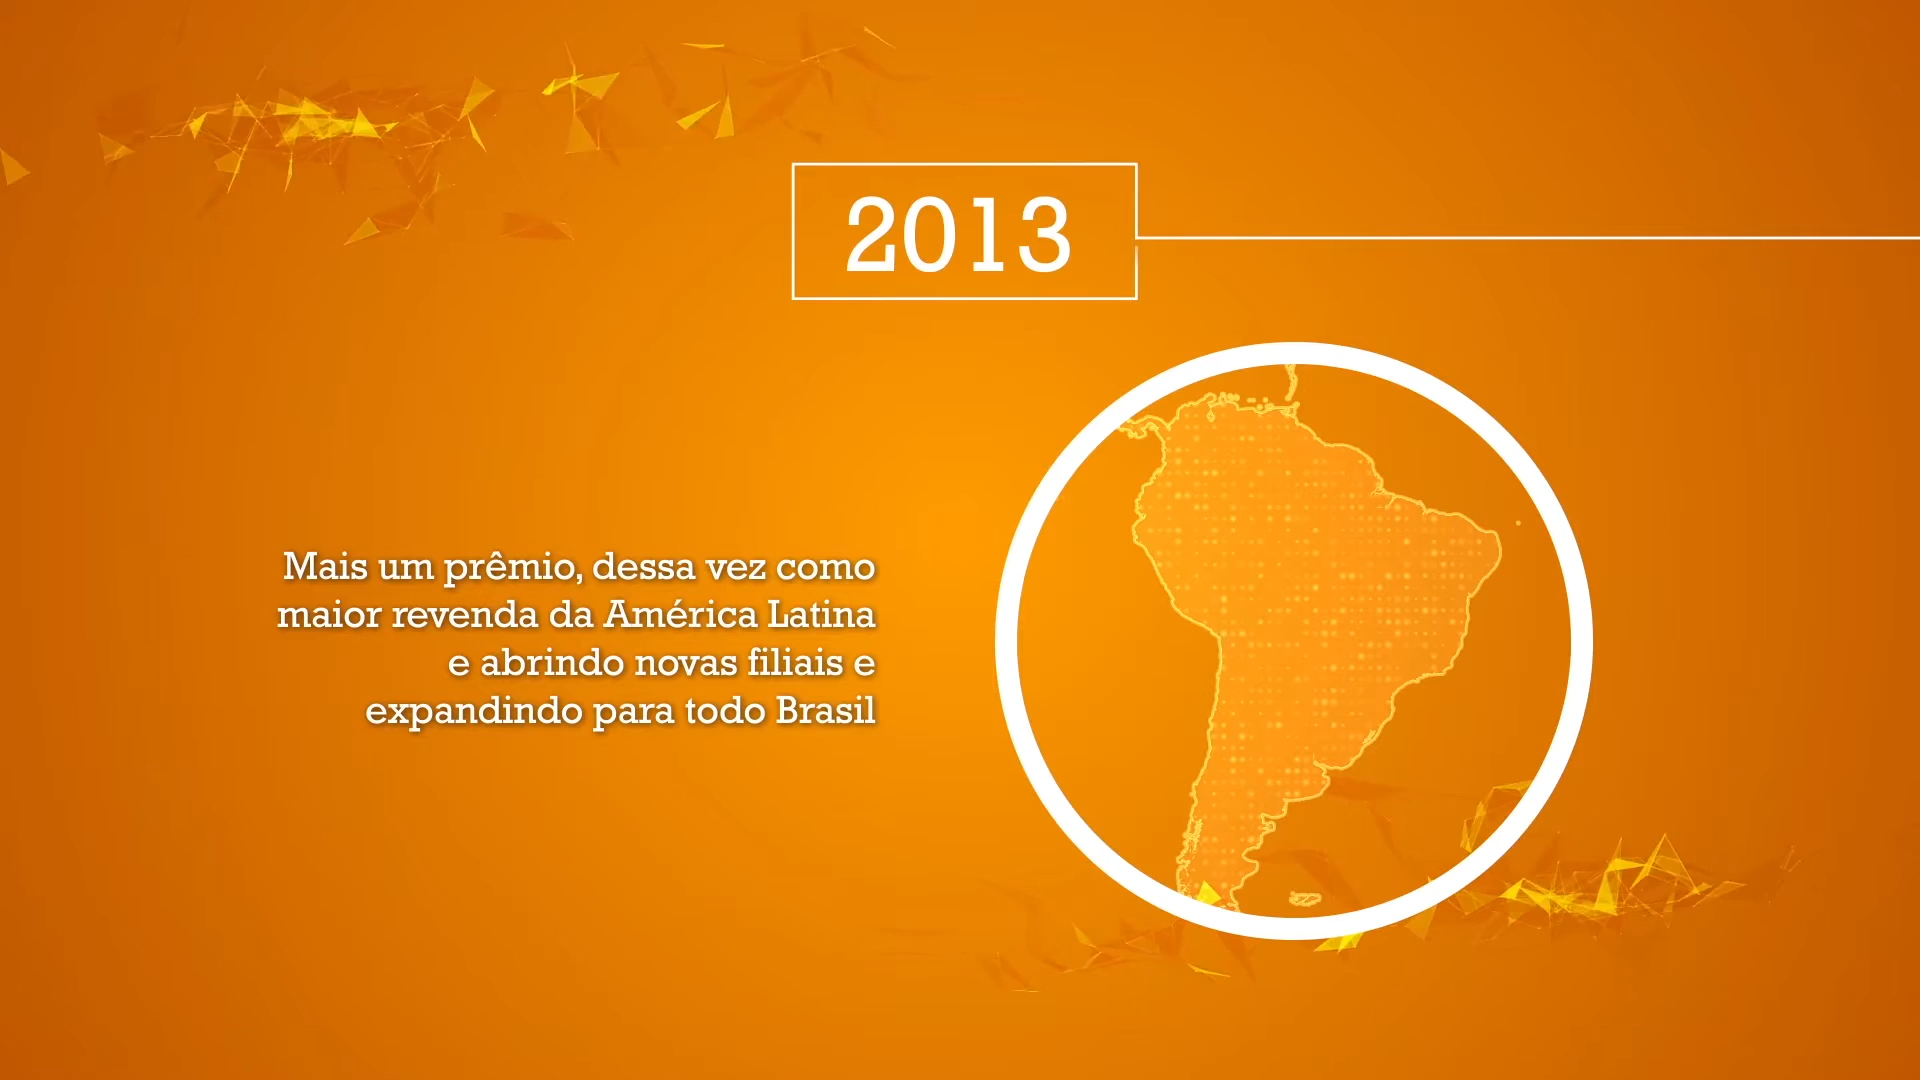 2013
Mais um prêmio, dessa vez como
maior revenda da América Latina
e abrindo novas filiais e
expandindo para todo Brasil